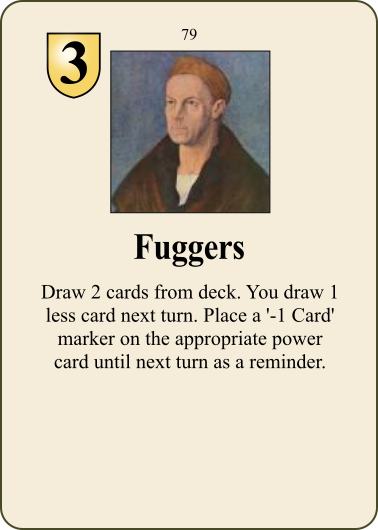 79
3
Fuggers
Draw 2 cards from deck. You draw 1
less card next turn. Place a '-1 Card'
marker on the appropriate power
card until next turn as a reminder.